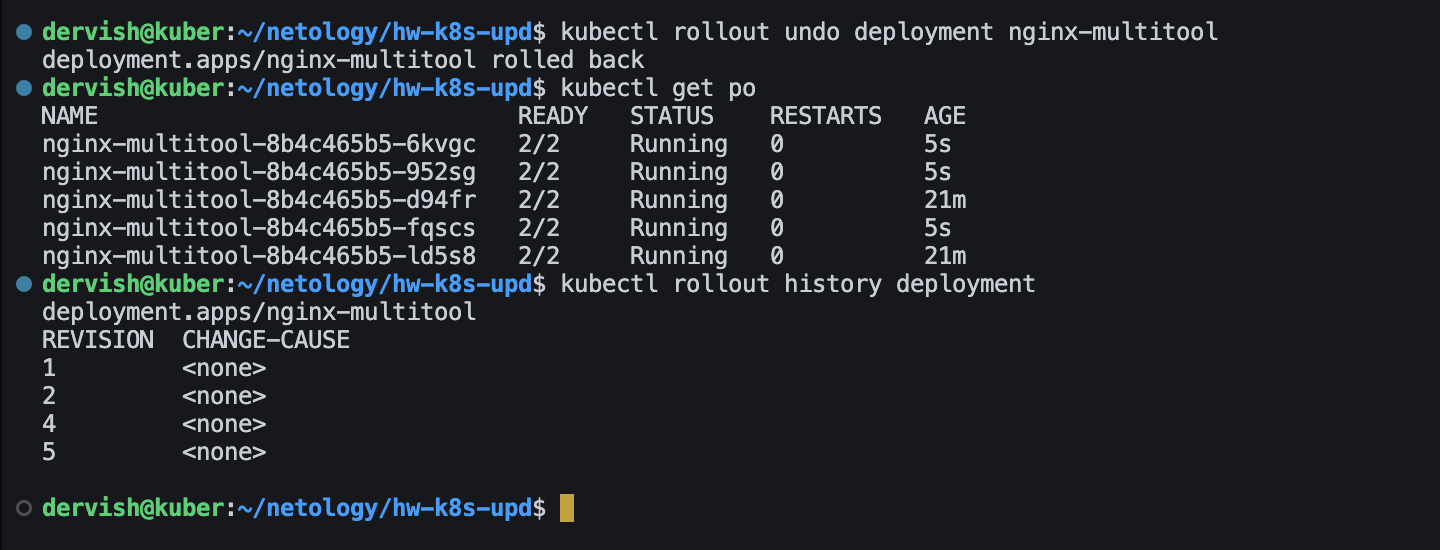 dervish@kuber:~/netology/hw-k8s-upd$ kubectl rollout undo deployment nginx-multitool
deployment.apps/nginx-multitool rolled back
dervish@kuber:~/netology/hw-k8s-upd$ kubectl get po
NAME                              READY   STATUS    RESTARTS   AGE
nginx-multitool-8b4c465b5-6kvgc   2/2     Running   0          5s
nginx-multitool-8b4c465b5-952sg   2/2     Running   0          5s
nginx-multitool-8b4c465b5-d94fr   2/2     Running   0          21m
nginx-multitool-8b4c465b5-fqscs   2/2     Running   0          5s
nginx-multitool-8b4c465b5-ld5s8   2/2     Running   0          21m
dervish@kuber:~/netology/hw-k8s-upd$ kubectl rollout history deployment
deployment.apps/nginx-multitool
REVISION  CHANGE-CAUSE
1         <none>
2         <none>
4         <none>
5         <none>
dervish@kuber:~/netology/hw-k8s-upd$